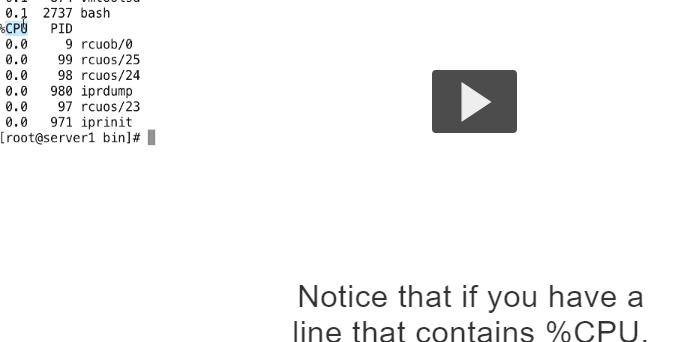 0.1 2737 bash
%CPU PID
0.0 9 rcuob/0
0.0 99 rcuos/25
0.0 98 rcuos/24
0.0 980 iprdump
0.0 97 rcuos/23
0.0 971 iprinit
[root@server1 bin]#
Notice that if you have a
line that contains %CPU,